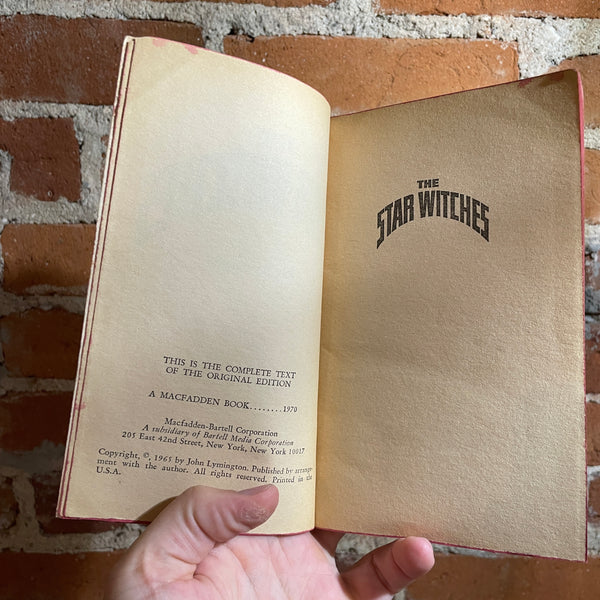 THIS IS THE COMPLETE TEXT
OF THE ORIGINAL EDITION
A MACFADDEN BOOK........1970
Macfadden-Bartell Corporation
A subsidiary of Bartell Media Corporation
205 East 42nd Street, New York, New York 10017
Copyright, ©, 1965 by John Lymington. Published by arrange-
ment with the author. All rights reserved. Printed in the
U.S.A.
THE
STAR WITCHES